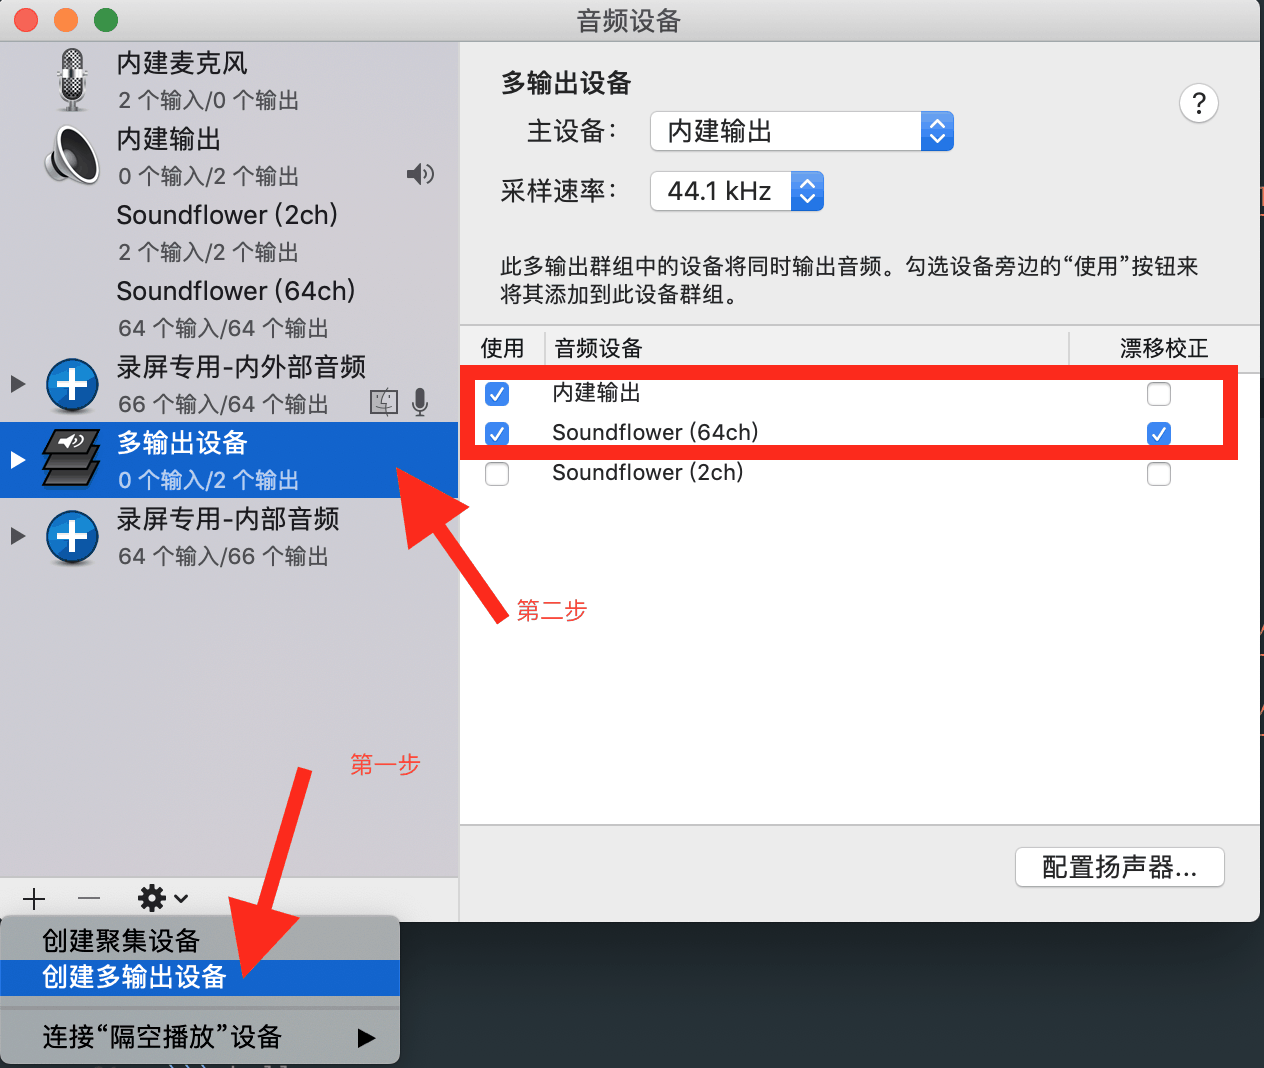 音频设备
内建麦克风
2 个输入/0 个输出
内建输出
0 个输入/2 个输出
Soundflower (2ch)
2 个输入/2 个输出
Soundflower (64ch)
64 个输入/64 个输出
录屏专用-内外部音频
66 个输入/64 个输出
多输出设备
0 个输入/2 个输出
录屏专用-内部音频
64 个输入/66 个输出
第一步
创建聚集设备
创建多输出设备
连接“隔空播放”设备
多输出设备
?
主设备： 内建输出
采样速率： 44.1 kHz
此多输出群组中的设备将同时输出音频。勾选设备旁边的“使用”按钮来
将其添加到此设备群组。
使用 音频设备 漂移校正
内建输出
Soundflower (64ch)
Soundflower (2ch)
第二步
配置扬声器...